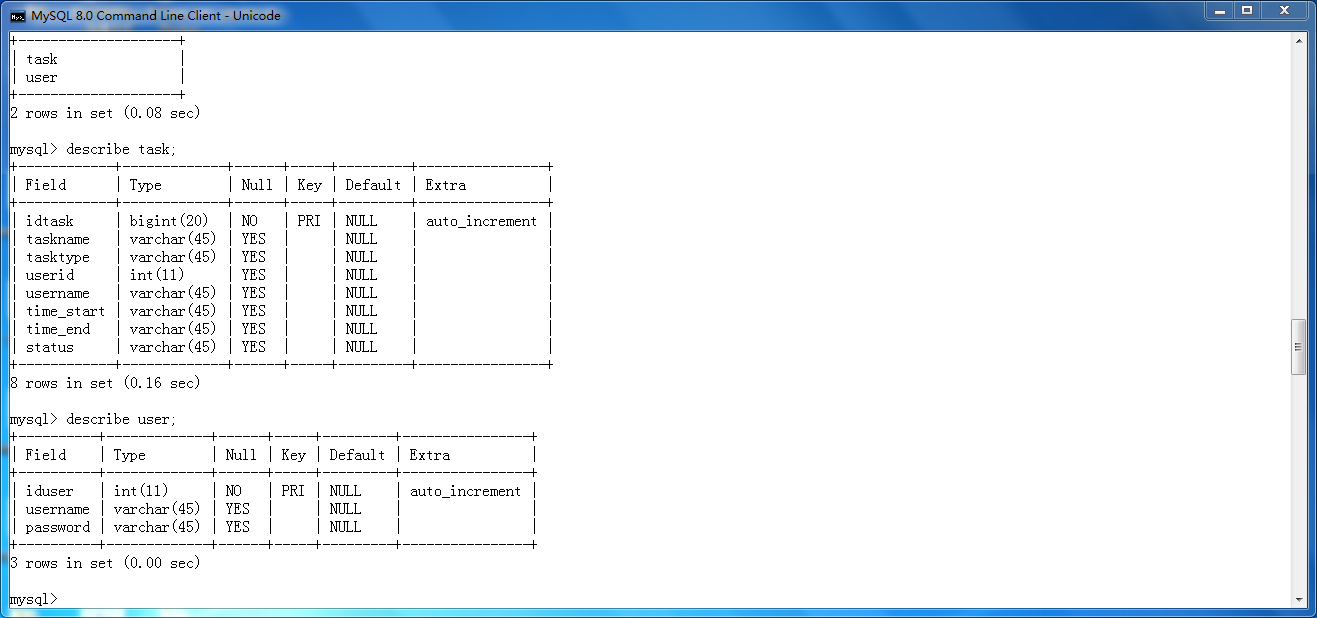 MySQL 8.0 Command Line Client - Unicode
+--------------------+
| task               |
| user               |
+--------------------+
2 rows in set (0.08 sec)

mysql> describe task;
+------------+-------------+------+-----+---------+----------------+
| Field      | Type        | Null | Key | Default | Extra          |
+------------+-------------+------+-----+---------+----------------+
| idtask     | bigint(20)  | NO   | PRI | NULL    | auto_increment |
| taskname   | varchar(45) | YES  |     | NULL    |                |
| tasktype   | varchar(45) | YES  |     | NULL    |                |
| userid     | int(11)     | YES  |     | NULL    |                |
| username   | varchar(45) | YES  |     | NULL    |                |
| time_start | varchar(45) | YES  |     | NULL    |                |
| time_end   | varchar(45) | YES  |     | NULL    |                |
| status     | varchar(45) | YES  |     | NULL    |                |
+------------+-------------+------+-----+---------+----------------+
8 rows in set (0.16 sec)

mysql> describe user;
+----------+-------------+------+-----+---------+----------------+
| Field    | Type        | Null | Key | Default | Extra          |
+----------+-------------+------+-----+---------+----------------+
| iduser   | int(11)     | NO   | PRI | NULL    | auto_increment |
| username | varchar(45) | YES  |     | NULL    |                |
| password | varchar(45) | YES  |     | NULL    |                |
+----------+-------------+------+-----+---------+----------------+
3 rows in set (0.00 sec)

mysql>